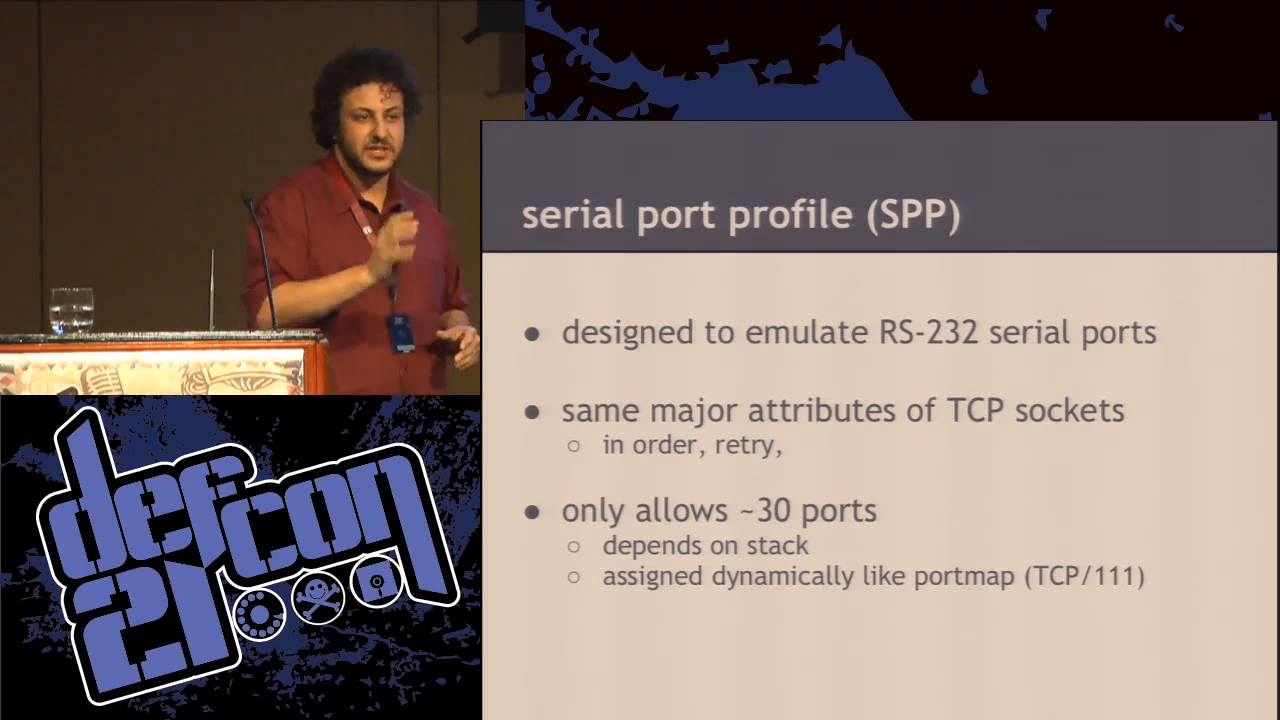 serial port profile (SPP)
● designed to emulate RS-232 serial ports
● same major attributes of TCP sockets
○ in order, retry,
● only allows ~30 ports
○ depends on stack
○ assigned dynamically like portmap (TCP/111)
defcon
21